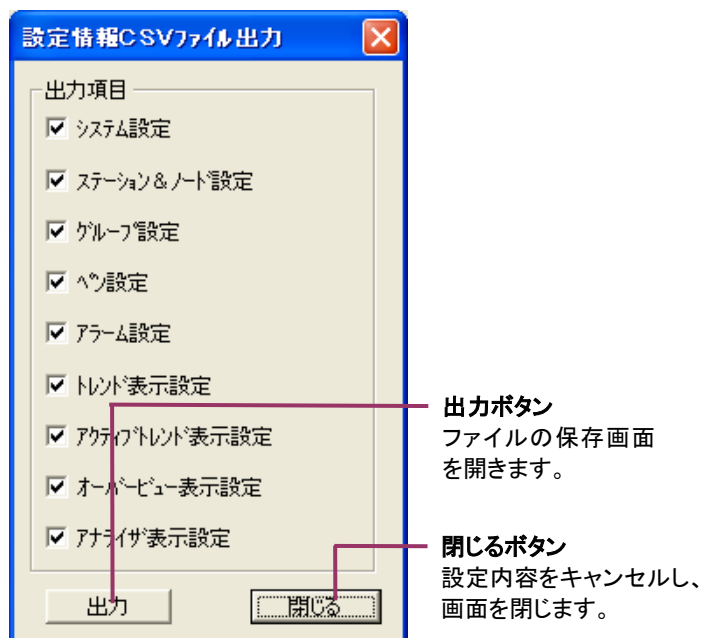 設定情報CSVﾌｧｲﾙ出力
出力項目
ｼｽﾃﾑ設定
ｽﾃｰｼｮﾝ&ﾉｰﾄﾞ設定
ｸﾞﾙｰﾌﾟ設定
ﾍﾟﾝ設定
ｱﾗｰﾑ設定
ﾄﾚﾝﾄﾞ表示設定
ｱｸﾃｨﾌﾞﾄﾚﾝﾄﾞ表示設定
ｵｰﾊﾞｰﾋﾞｭｰ表示設定
ｱﾅﾗｲｻﾞ表示設定
出力
閉じる
出力ボタン
ファイルの保存画面
を開きます。
閉じるボタン
設定内容をキャンセルし、
画面を閉じます。